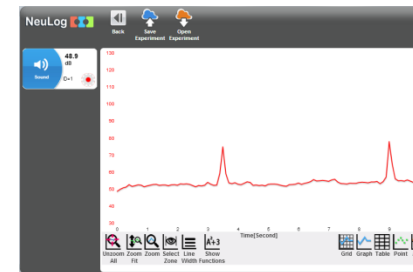 NeuLog
Back
Save Experiment
Open Experiment
48.9
dB
Sound
ID=1
130
120
110
100
90
80
70
60
50
40
30
0 1 2 3 4 5 6 7 8 9
Time[Second]
Unzoom All
Zoom Fit
Zoom
Select Zone
Line Width
Show Functions
Grid
Graph
Table
Point